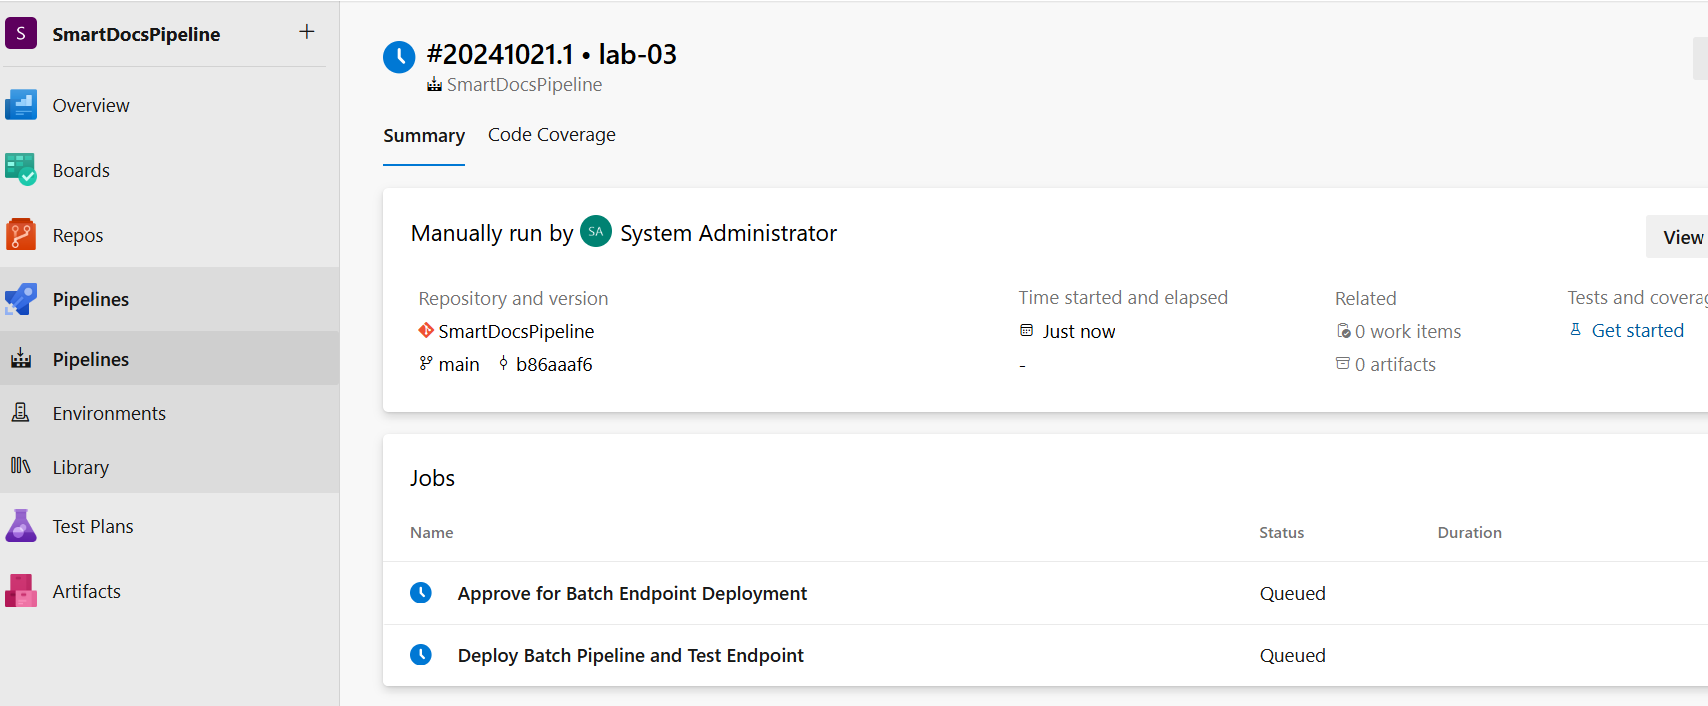 S SmartDocsPipeline +
Overview
Boards
Repos
Pipelines
Pipelines
Environments
Library
Test Plans
Artifacts
#20241021.1 • lab-03
SmartDocsPipeline
Summary Code Coverage
Manually run by SA System Administrator
View
Repository and version
SmartDocsPipeline
main b86aaaf6
Time started and elapsed
Just now
-
Related
0 work items
0 artifacts
Tests and coverag
Get started
Jobs
Name Status Duration
Approve for Batch Endpoint Deployment Queued
Deploy Batch Pipeline and Test Endpoint Queued